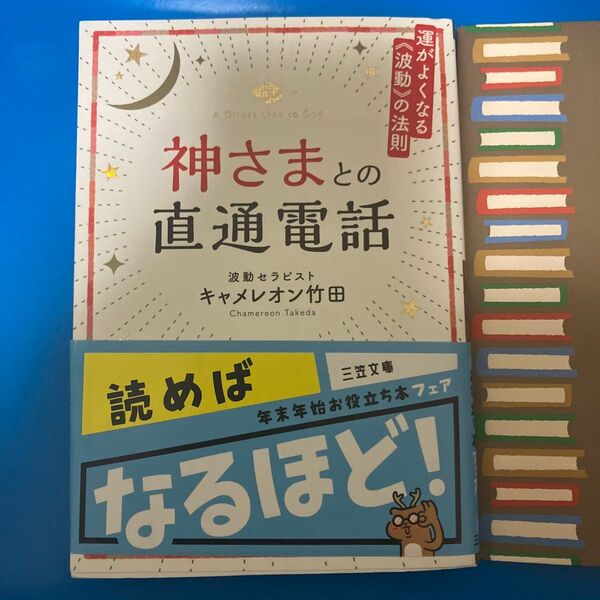 運がよくなる
《波動》の法則
A Direct Line to God
神さまとの
直通電話
波動セラピスト
キャメレオン竹田
Chamereon Takeda
読めば
三笠文庫
年末年始お役立ち本フェア
なるほど！